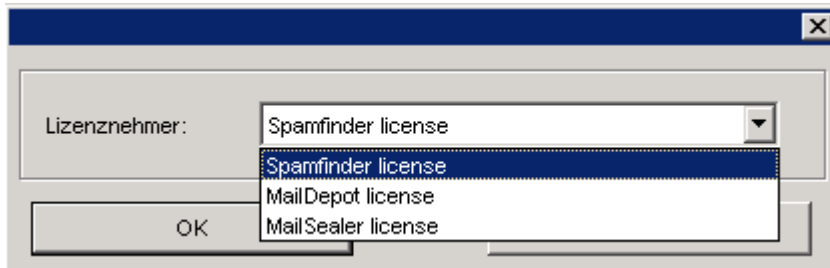 Lizenznehmer: Spamfinder license
Spamfinder license
MailDepot license
MailSealer license
OK